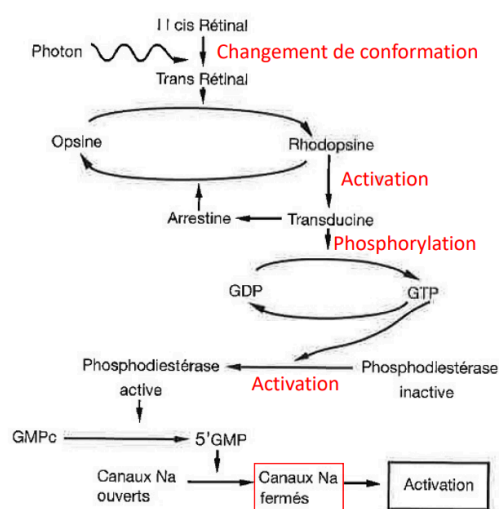 11 cis Rétinal
Photon
Changement de conformation
Trans Rétinal
Opsine
Rhodopsine
Activation
Arrestine
Transducine
Phosphorylation
GDP
GTP
Phosphodiestérase
active
Activation
Phosphodiestérase
inactive
GMPc
5'GMP
Canaux Na
ouverts
Canaux Na
fermés
Activation